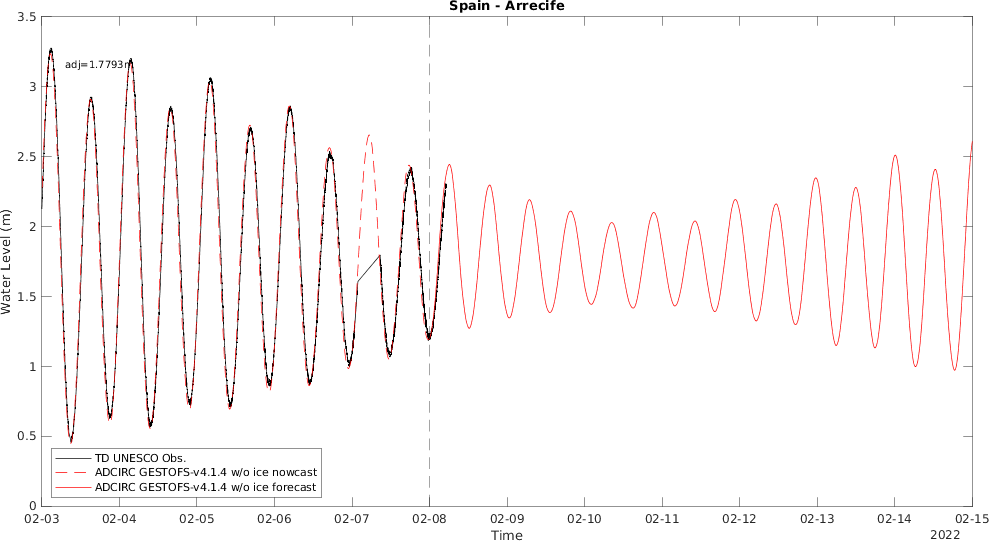 Spain - Arrecife
adj=1.7793m
Water Level (m)
3.5
3
2.5
2
1.5
1
0.5
0
TD UNESCO Obs.
ADCIRC GESTOFS-v4.1.4 w/o ice nowcast
ADCIRC GESTOFS-v4.1.4 w/o ice forecast
02-03 02-04 02-05 02-06 02-07 02-08 02-09 02-10 02-11 02-12 02-13 02-14 02-15
Time
2022